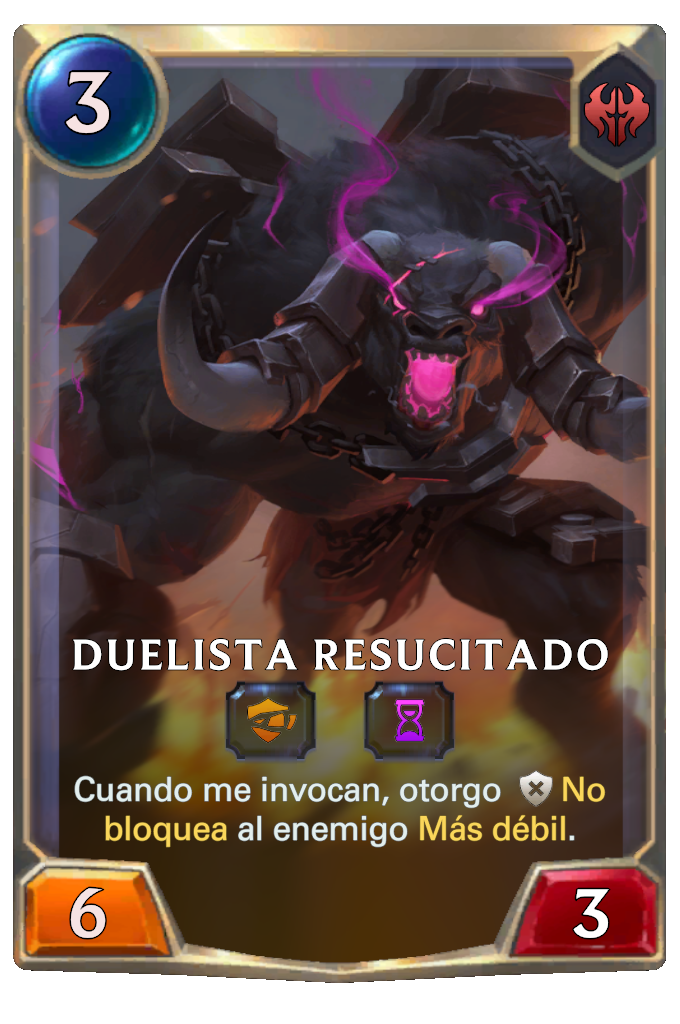 3
DUELISTA RESUCITADO
Cuando me invocan, otorgo No
bloquea al enemigo Más débil.
6 3